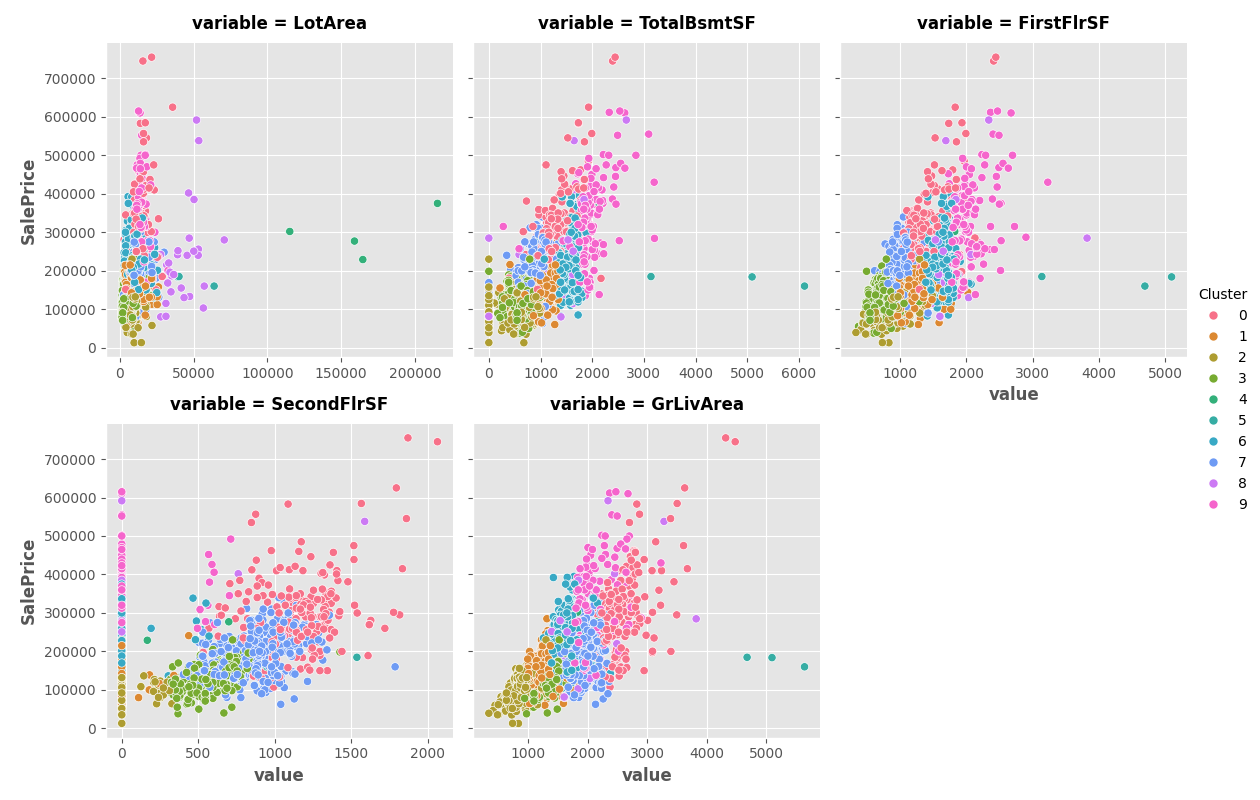 variable = LotArea
variable = TotalBsmtSF
variable = FirstFlrSF
SalePrice
700000
600000
500000
400000
300000
200000
100000
0
0 50000 100000 150000 200000
0 1000 2000 3000 4000 5000 6000
1000 2000 3000 4000 5000
value
variable = SecondFlrSF
variable = GrLivArea
SalePrice
700000
600000
500000
400000
300000
200000
100000
0
0 500 1000 1500 2000
value
1000 2000 3000 4000 5000
value
Cluster
0
1
2
3
4
5
6
7
8
9